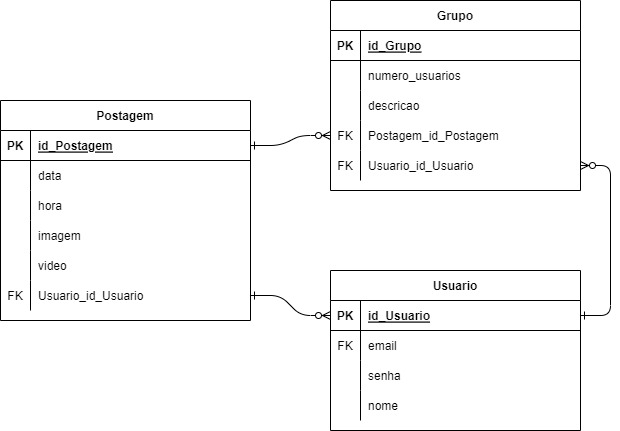 Grupo
PK id_Grupo
numero_usuarios
descricao
FK Postagem_id_Postagem
FK Usuario_id_Usuario
Postagem
PK id_Postagem
data
hora
imagem
video
FK Usuario_id_Usuario
Usuario
PK id_Usuario
FK email
senha
nome